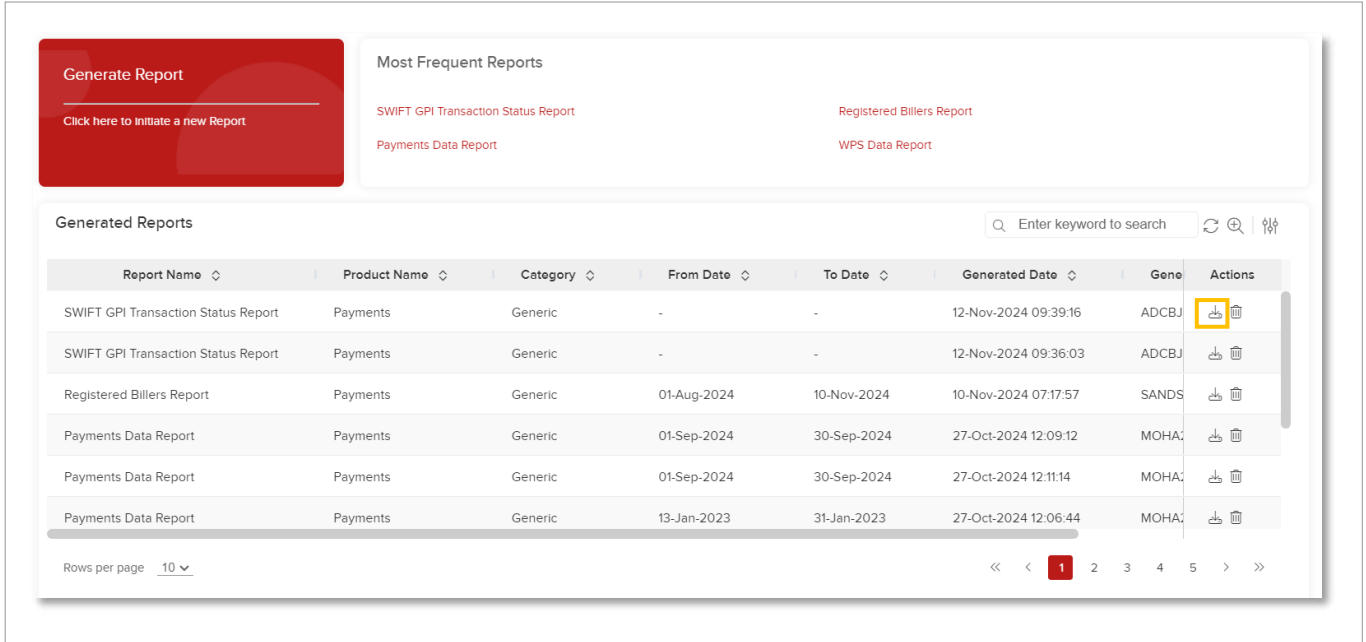 Generate Report
Click here to initiate a new Report
Most Frequent Reports
SWIFT GPI Transaction Status Report
Registered Billers Report
Payments Data Report
WPS Data Report
Generated Reports
Enter keyword to search
Report Name Product Name Category From Date To Date Generated Date Gene Actions
SWIFT GPI Transaction Status Report Payments Generic - - 12-Nov-2024 09:39:16 ADCBJ
SWIFT GPI Transaction Status Report Payments Generic - - 12-Nov-2024 09:36:03 ADCBJ
Registered Billers Report Payments Generic 01-Aug-2024 10-Nov-2024 10-Nov-2024 07:17:57 SANDS
Payments Data Report Payments Generic 01-Sep-2024 30-Sep-2024 27-Oct-2024 12:09:12 MOHA
Payments Data Report Payments Generic 01-Sep-2024 30-Sep-2024 27-Oct-2024 12:11:14 MOHA
Payments Data Report Payments Generic 13-Jan-2023 31-Jan-2023 27-Oct-2024 12:06:44 MOHA
Rows per page 10
1 2 3 4 5